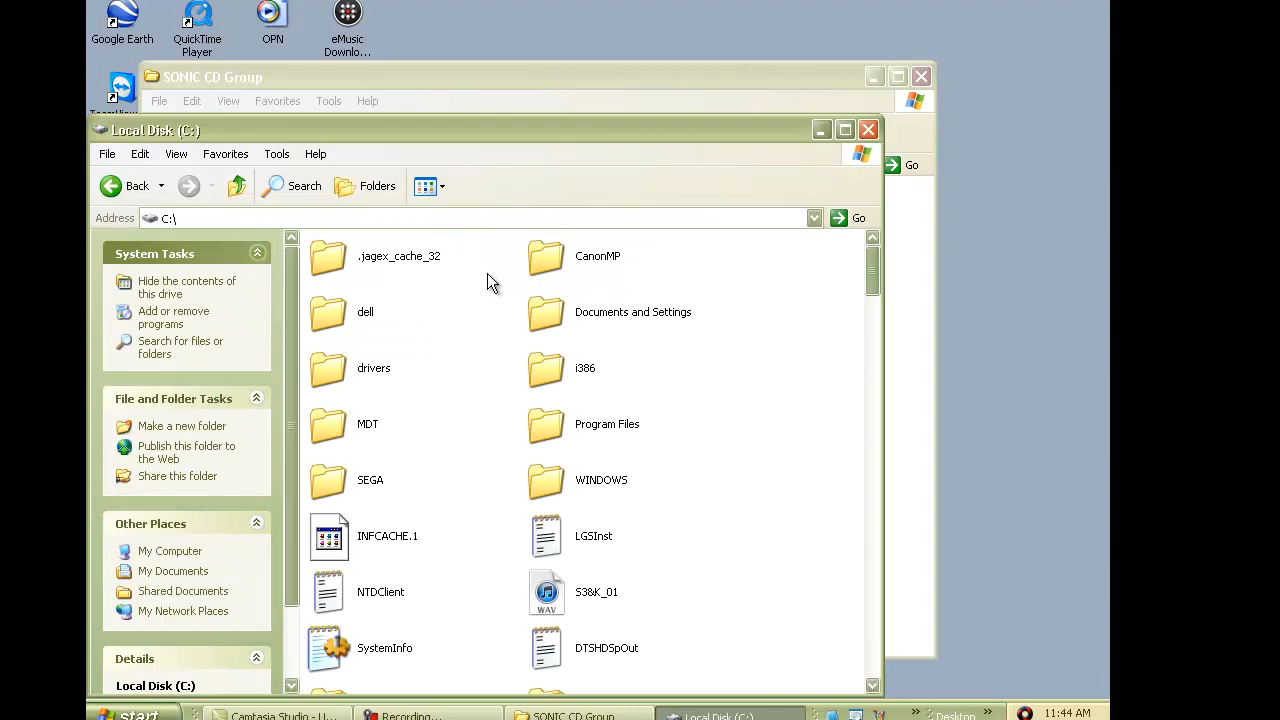 Google Earth
QuickTime
Player
OPN
eMusic
Downlo...
SONIC CD Group
File Edit View Favorites Tools Help
Go
Local Disk (C:)
File Edit View Favorites Tools Help
Back Search Folders
Address C:\ Go
System Tasks
Hide the contents of
this drive
Add or remove
programs
Search for files or
folders
File and Folder Tasks
Make a new folder
Publish this folder to
the Web
Share this folder
Other Places
My Computer
My Documents
Shared Documents
My Network Places
Details
Local Disk (C:)
.jagex_cache_32
CanonMP
dell
Documents and Settings
drivers
i386
MDT
Program Files
SEGA
WINDOWS
INFCACHE.1
LGSInst
NTDClient
WAV
S3&K_01
SystemInfo
DTSHDSpOut
start
Camtasia Studio
Recording...
SONIC CD Group
Local Disk (C:)
Desktop
11:44 AM